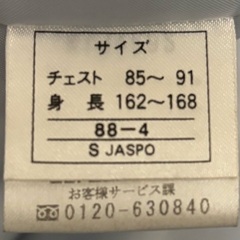 サイズ
チェスト 85〜 91
身 長 162〜168
88-4
S JASPO
お客様サービス課
0120-630840